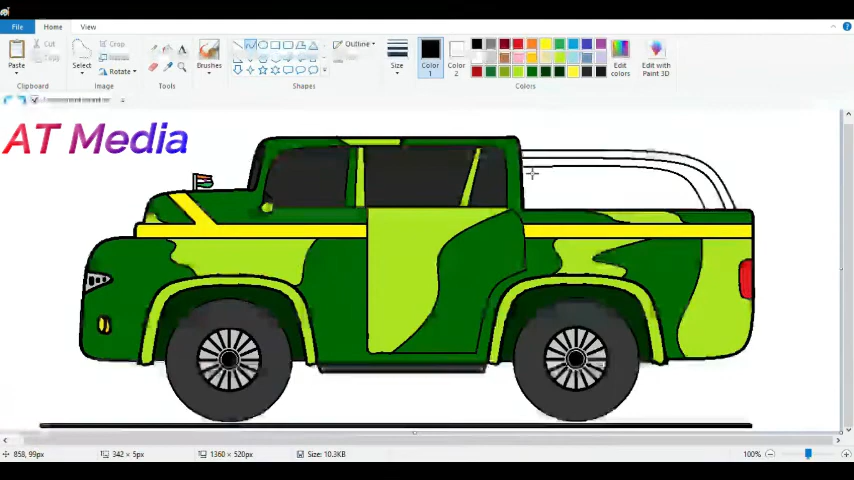 File Home View
Paste
Cut
Clipboard
Select
Crop
Rotate
Image
Tools
Brushes
Shapes
Outline
Size
Color 1
Color 2
Colors
Edit colors
Edit with Paint 3D
AT Media
858, 99px
342 × 5px
1360 × 520px
Size: 10.3KB
100%